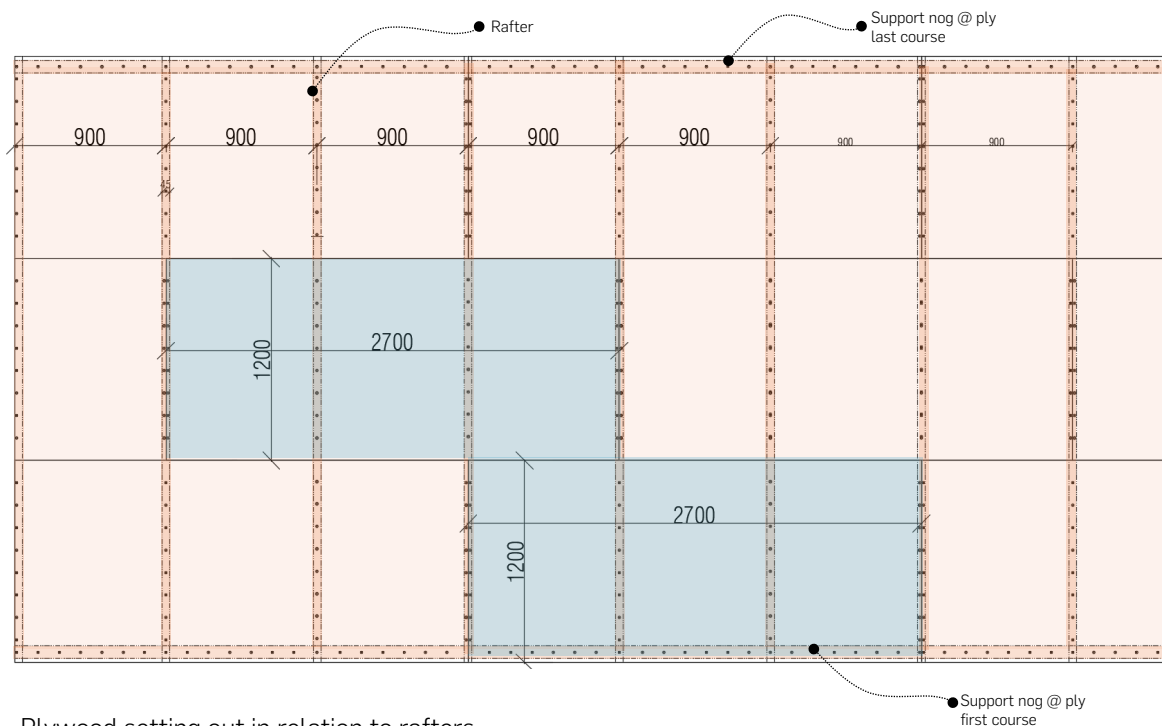 Rafter
Support nog @ ply
last course
900
900
900
900
900
900
900
45
1200
2700
2700
1200
Support nog @ ply
first course
Plywood setting out in relation to rafters